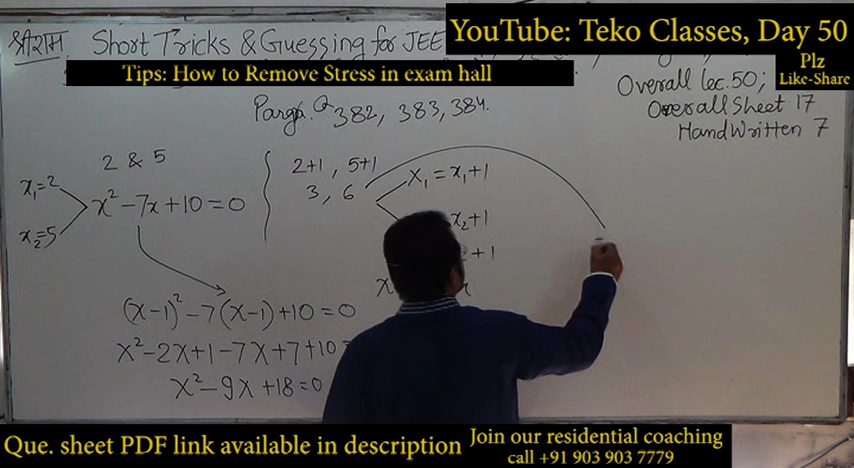 YouTube: Teko Classes, Day 50
श्रीराम Short Tricks & Guessing for JEE
Plz
Like-Share
Tips: How to Remove Stress in exam hall
Overall lec. 50;
Overall Sheet 17
HandWritten 7
382, 383, 384.
2 & 5
x₁=2
x²-7x+10=0
x₂=5
2+1, 5+1
3, 6
X₁ = x₁+1
x₂+1
+1
(x-1)²-7(x-1)+10=0
x²-2x+1-7x+7+10
x²-9x+18=0
Que. sheet PDF link available in description
Join our residential coaching
call +91 903 903 7779